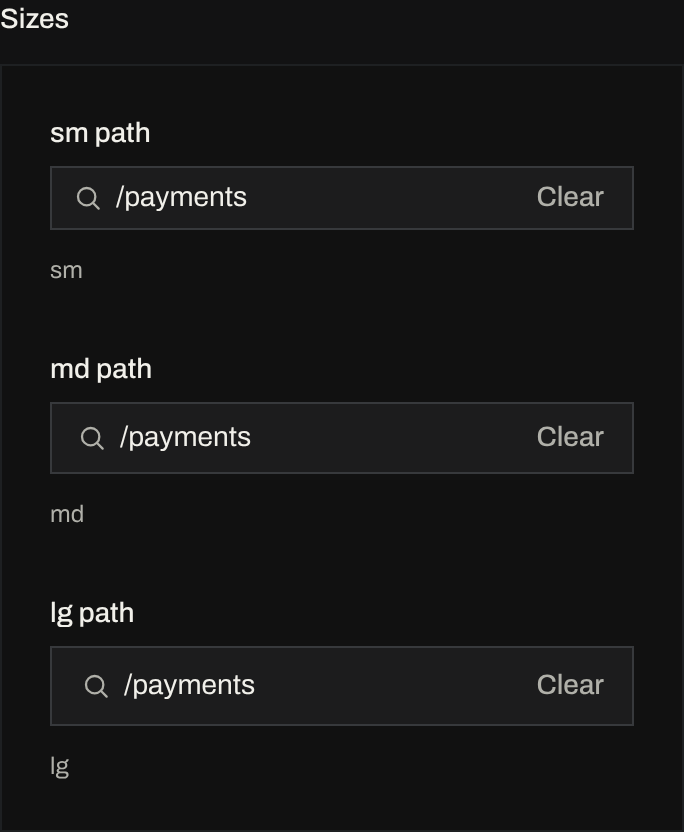 Sizes
sm path
/payments Clear
sm
md path
/payments Clear
md
lg path
/payments Clear
lg